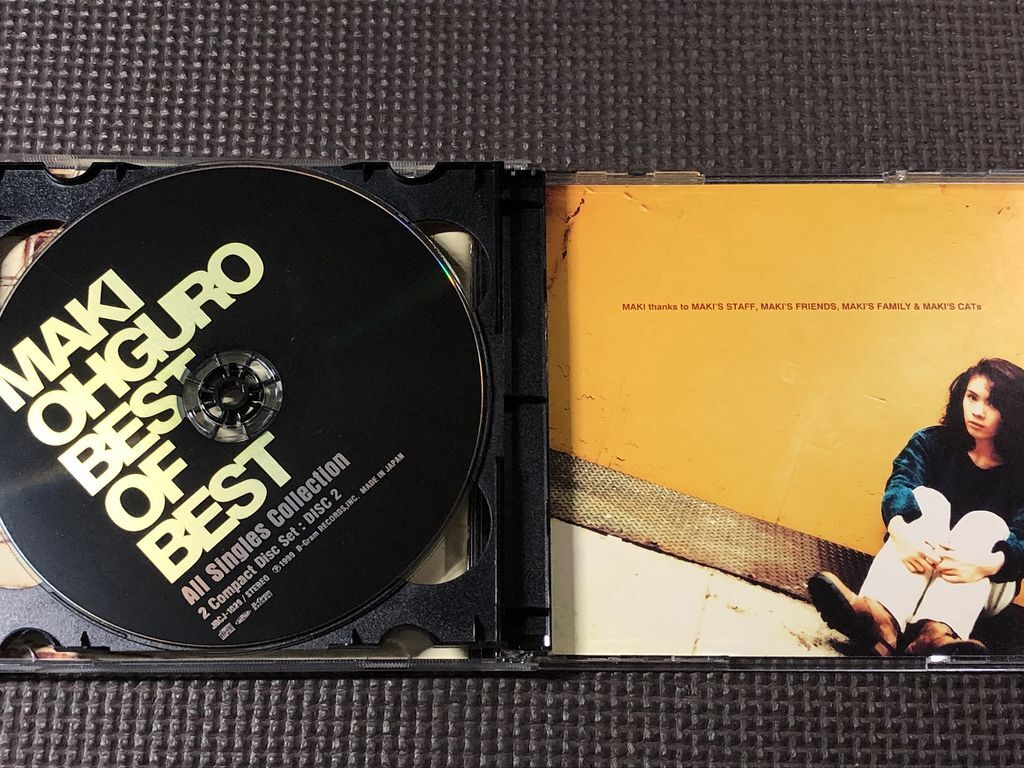 MAKI
OHGURO
BEST
OF
BEST
All Singles Collection
2 Compact Disc Set : DISC 2
STEREO ℗1999 B-Gram RECORDS,INC. MADE IN JAPAN
MAKI thanks to MAKI'S STAFF, MAKI'S FRIENDS, MAKI'S FAMILY & MAKI'S CATs